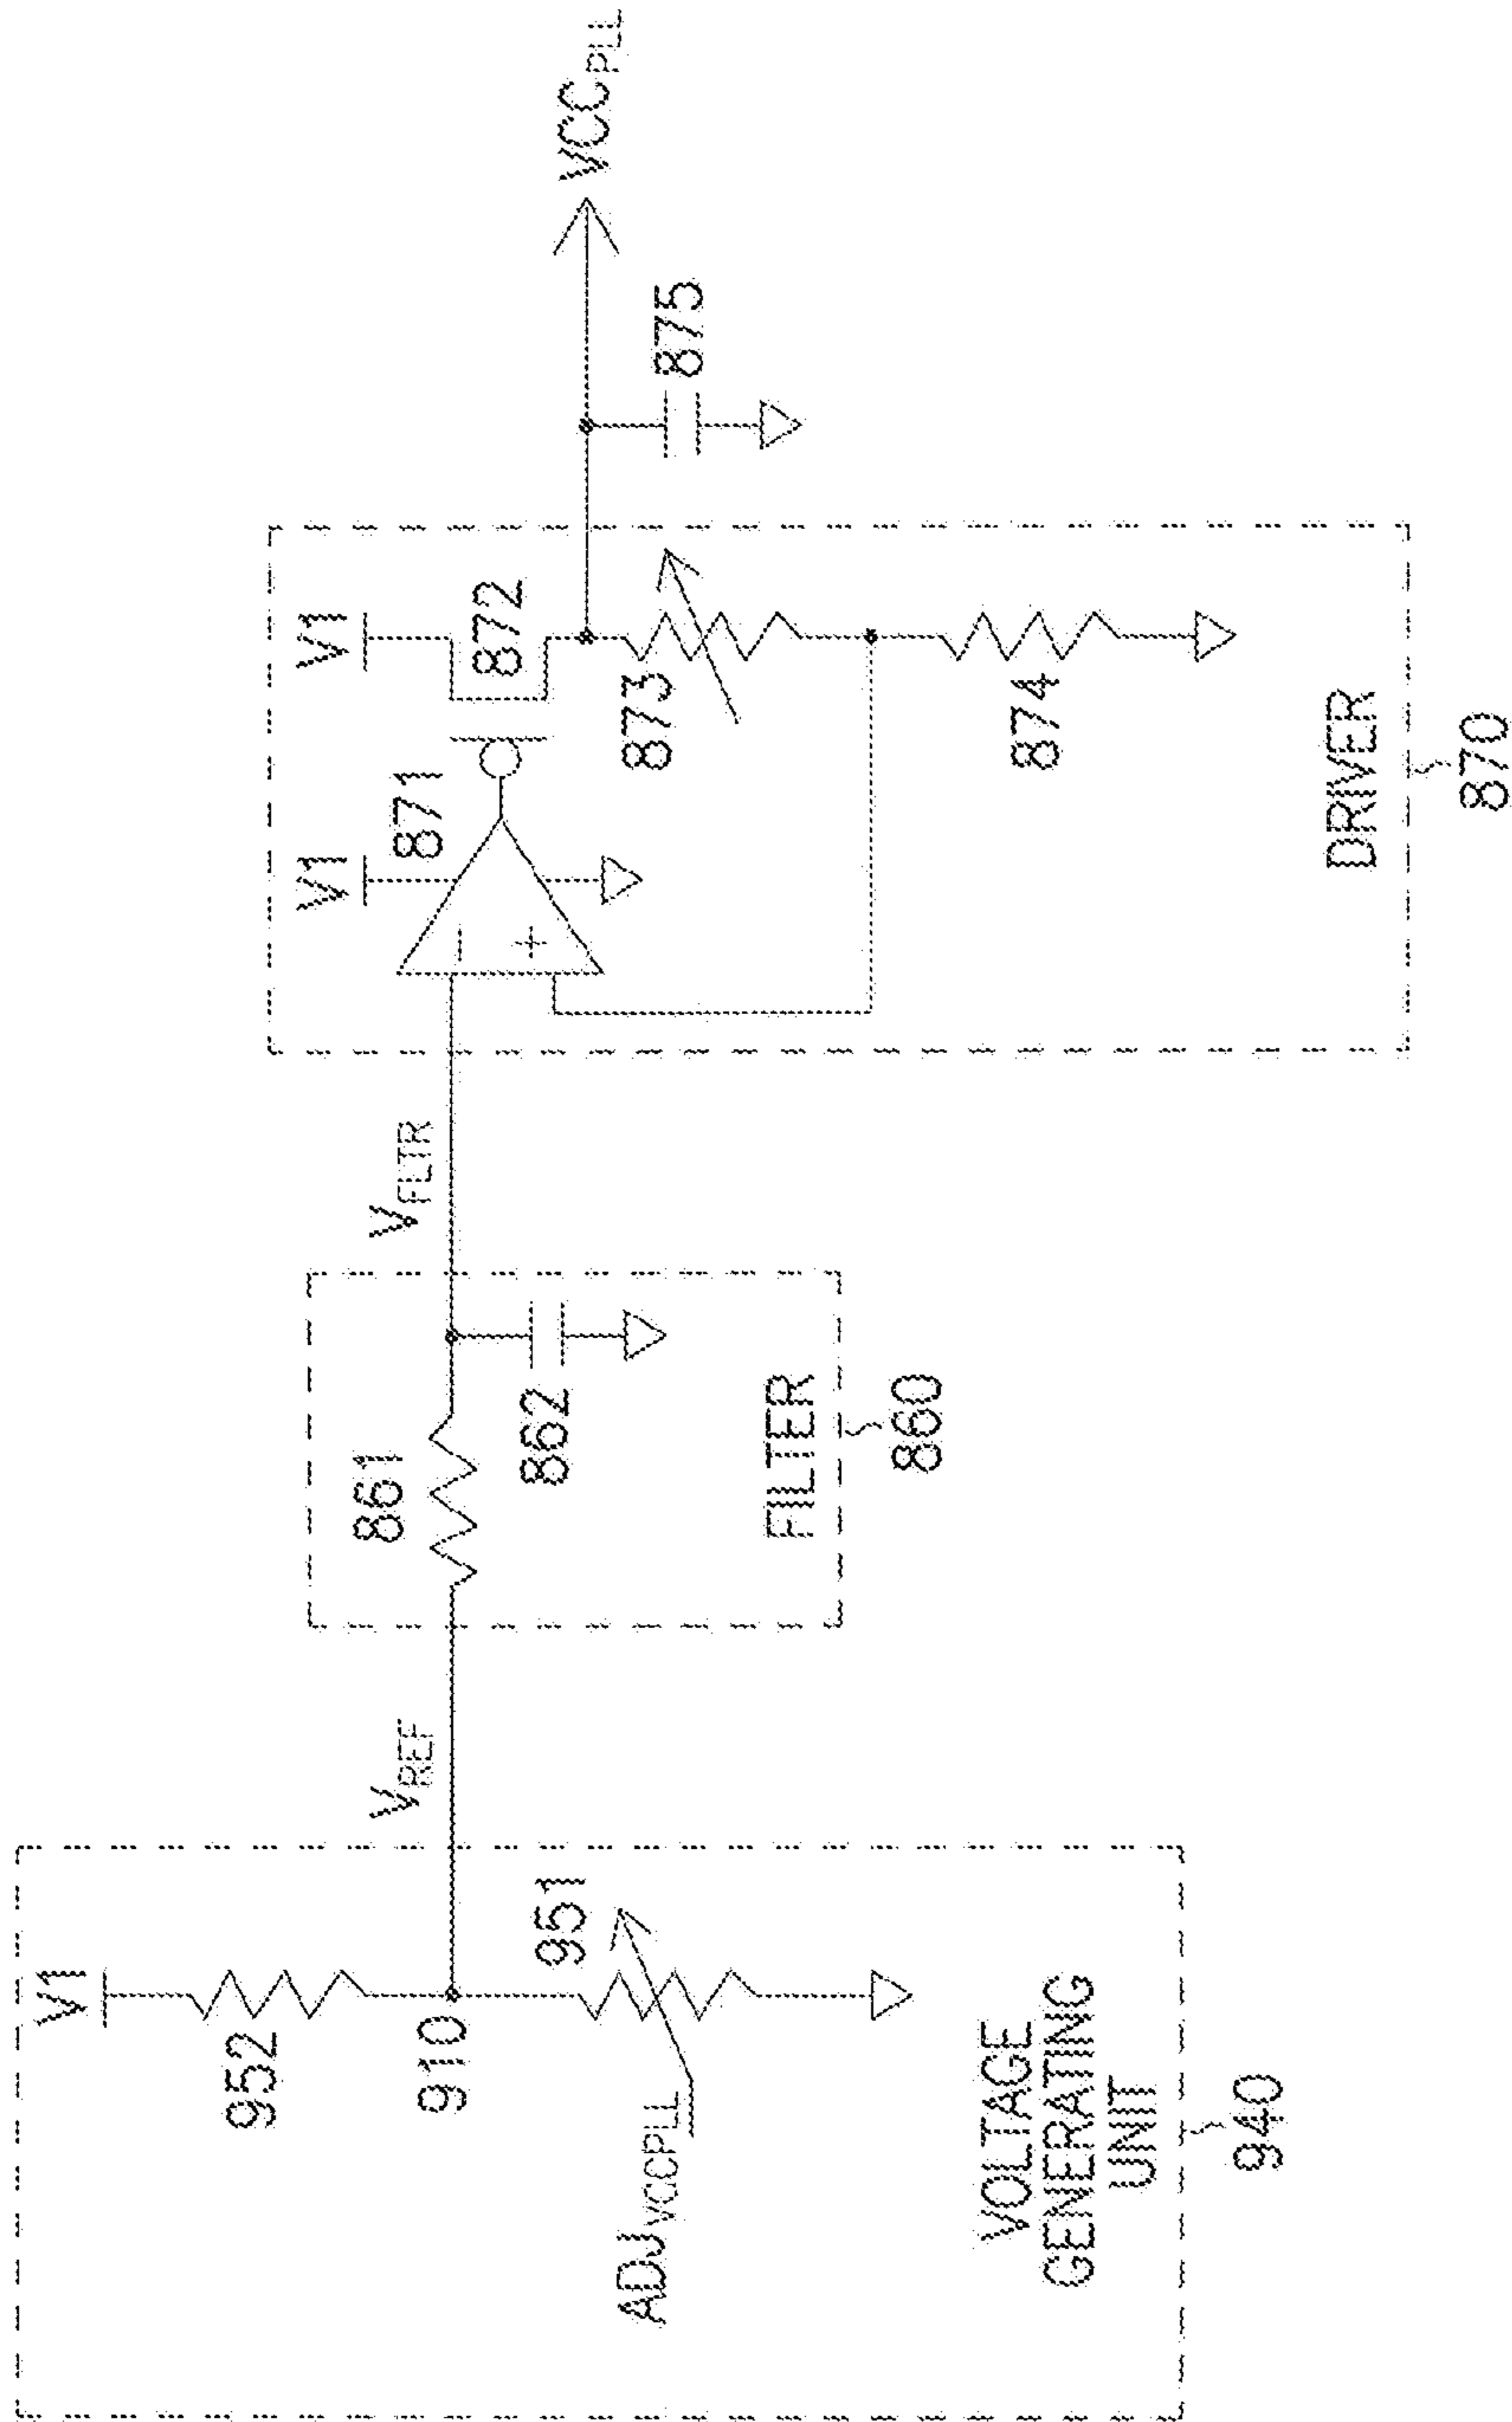 V1
952
910
951
ADJVCCPLL
VOLTAGE
GENERATING
UNIT
940
VREF
861
862
FILTER
860
VFLTR
V1
871
−
+
V1
872
873
874
DRIVER
870
875
VCCPLL